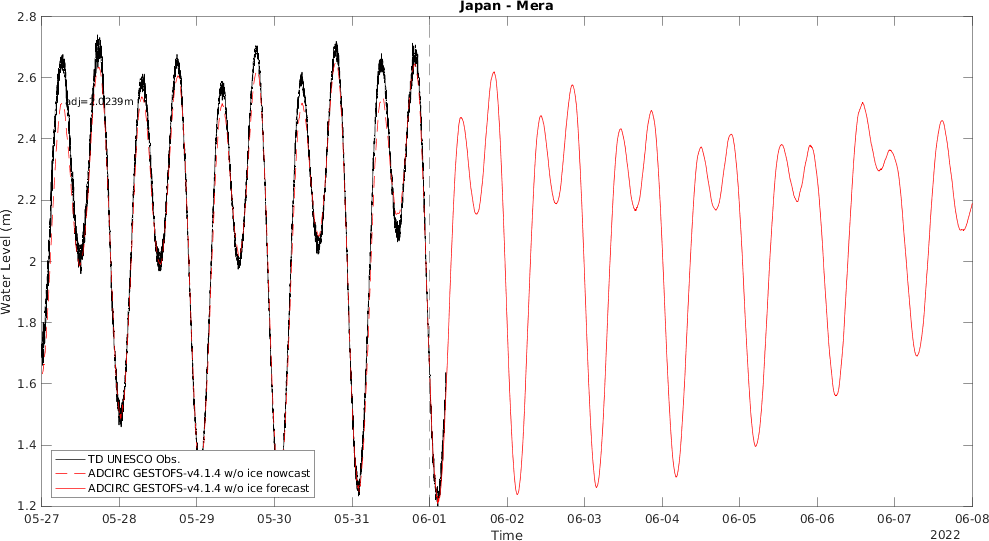 Japan - Mera
2.8
2.6
2.4
2.2
2
1.8
1.6
1.4
1.2
Water Level (m)
adj=2.0239m
TD UNESCO Obs.
ADCIRC GESTOFS-v4.1.4 w/o ice nowcast
ADCIRC GESTOFS-v4.1.4 w/o ice forecast
05-27 05-28 05-29 05-30 05-31 06-01 06-02 06-03 06-04 06-05 06-06 06-07 06-08
Time
2022